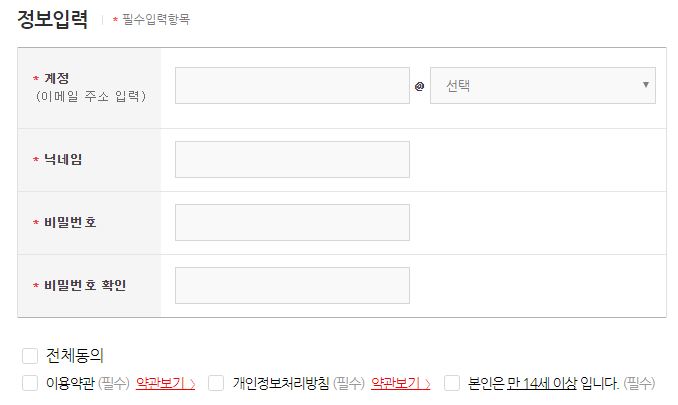 정보입력 | * 필수입력항목
* 계정
(이메일 주소 입력)
@ 선택 ▼
* 닉네임
* 비밀번호
* 비밀번호 확인
전체동의
이용약관 (필수) 약관보기 〉 개인정보처리방침 (필수) 약관보기 〉 본인은 만 14세 이상 입니다. (필수)